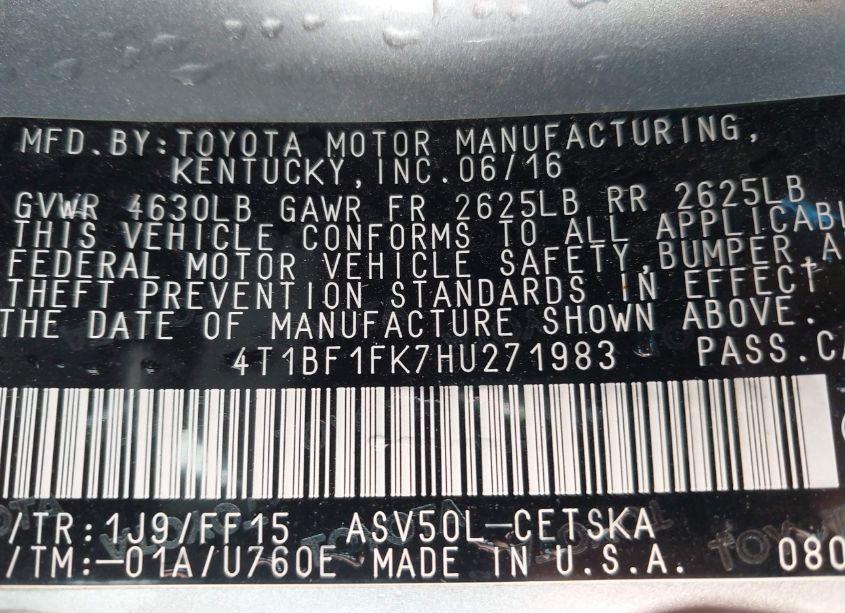 MFD.BY:TOYOTA MOTOR MANUFACTURING,
KENTUCKY,INC.06/16
GVWR 4630LB GAWR FR 2625LB RR 2625LB
THIS VEHICLE CONFORMS TO ALL APPLICABL
FEDERAL MOTOR VEHICLE SAFETY,BUMPER,A
THEFT PREVENTION STANDARDS IN EFFECT
THE DATE OF MANUFACTURE SHOWN ABOVE.
4T1BF1FK7HU271983 PASS.CA
/TR:1J9/FF15 ASV50L-CETSKA
/TM:-01A/U760E MADE IN U.S.A. 080